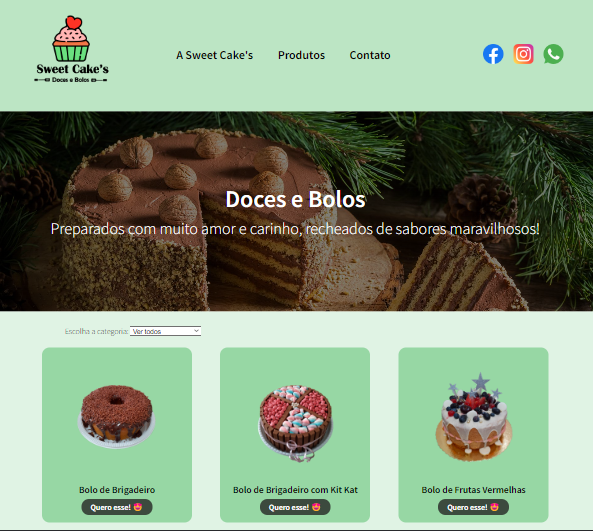 Sweet Cake's
Doces e Bolos
A Sweet Cake's
Produtos
Contato
Doces e Bolos
Preparados com muito amor e carinho, recheados de sabores maravilhosos!
Escolha a categoria: Ver todos
Bolo de Brigadeiro
Bolo de Brigadeiro com Kit Kat
Bolo de Frutas Vermelhas
Quero esse! 😍
Quero esse! 😍
Quero esse! 😍